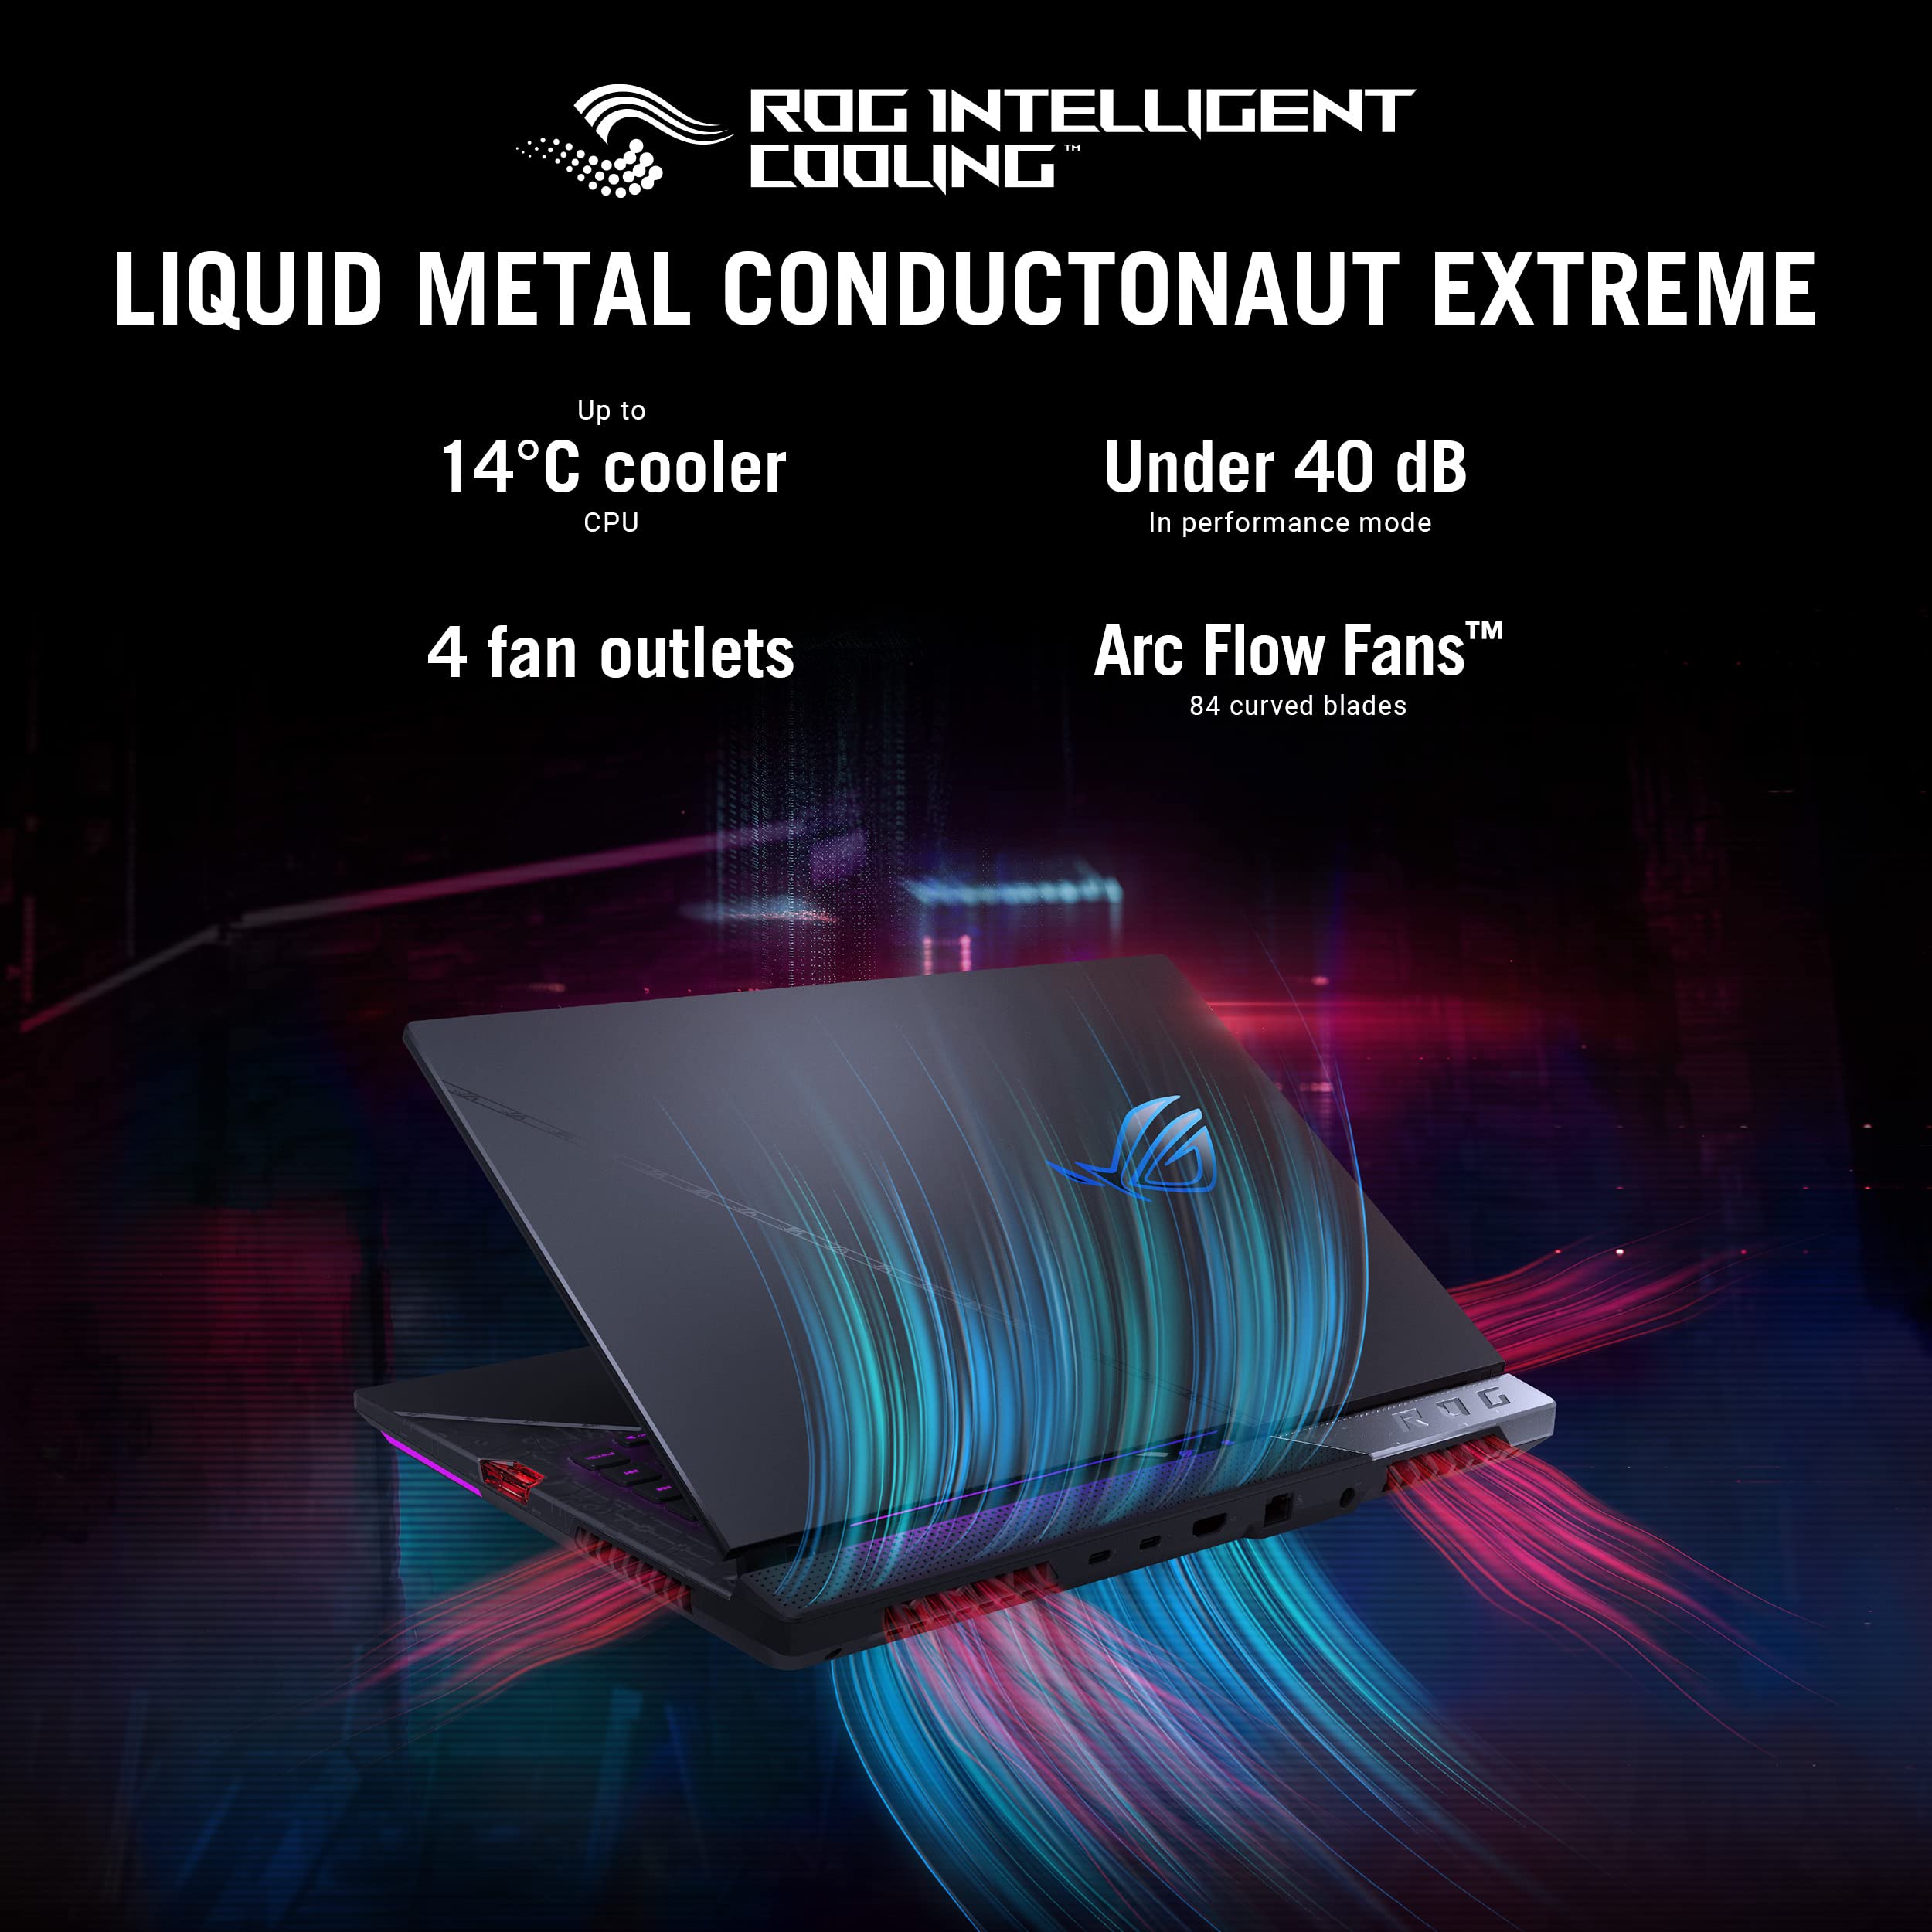 ROG INTELLIGENT
COOLING™
LIQUID METAL CONDUCTONAUT EXTREME
Up to
14°C cooler
CPU
Under 40 dB
In performance mode
4 fan outlets
Arc Flow Fans™
84 curved blades
ROG